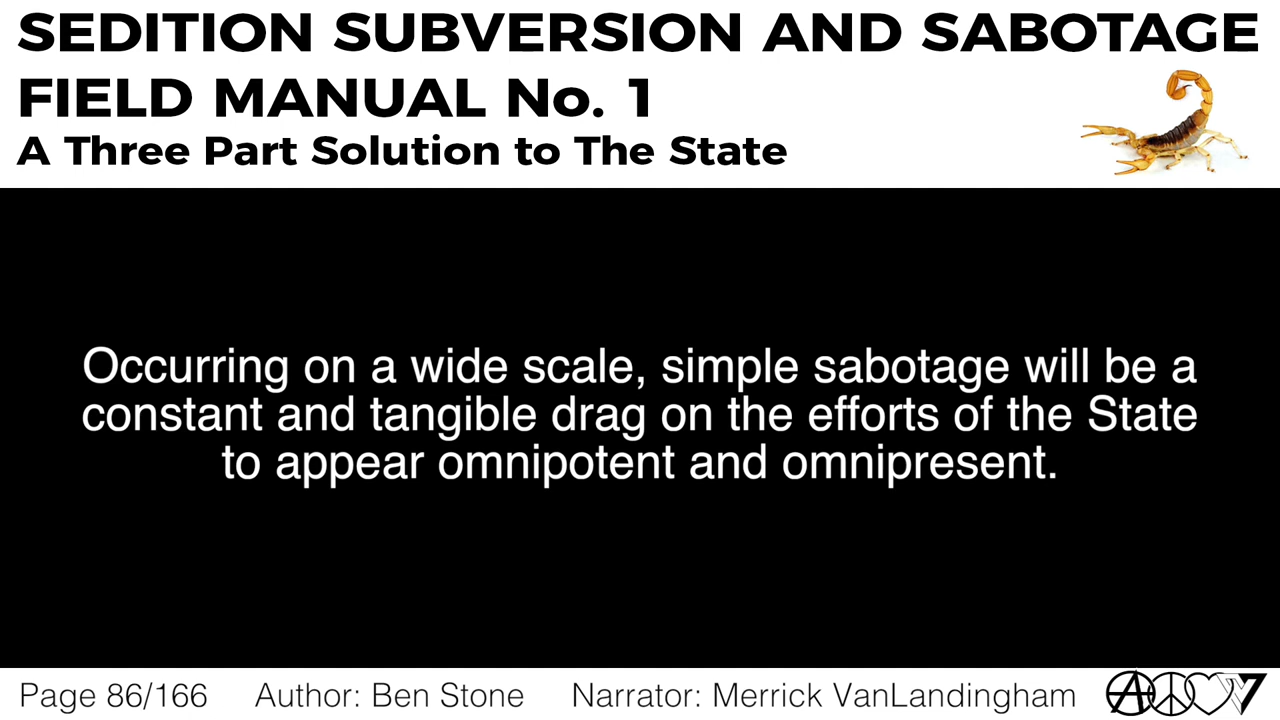 SEDITION SUBVERSION AND SABOTAGE
FIELD MANUAL No. 1
A Three Part Solution to The State
Occurring on a wide scale, simple sabotage will be a
constant and tangible drag on the efforts of the State
to appear omnipotent and omnipresent.
Page 86/166 Author: Ben Stone Narrator: Merrick VanLandingham